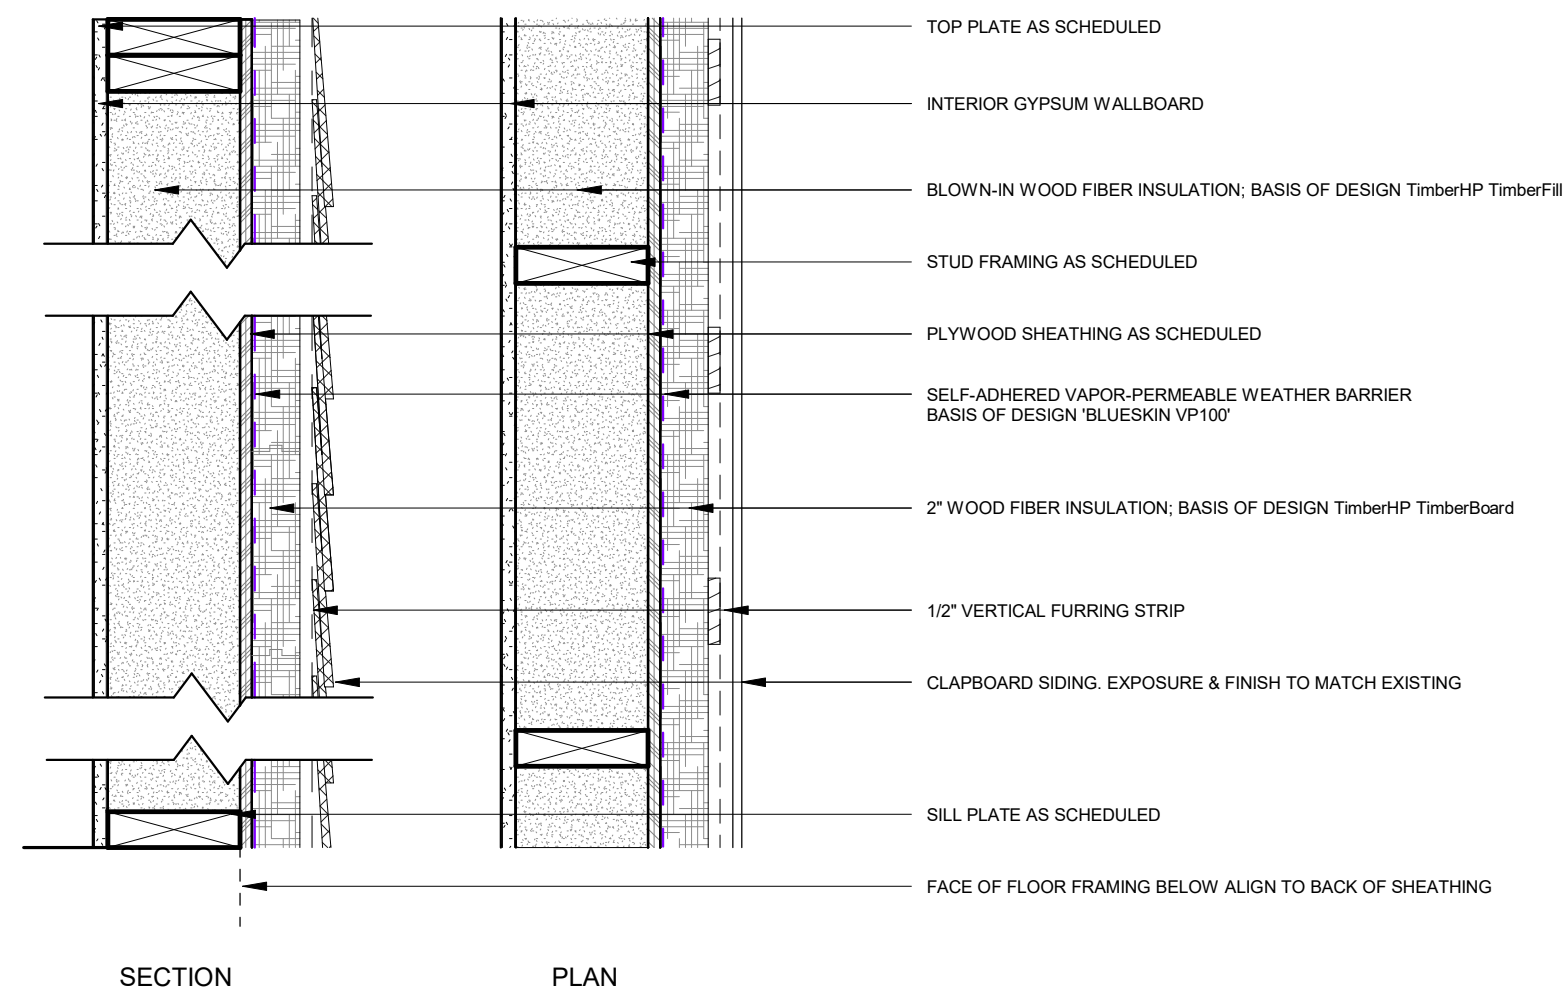 TOP PLATE AS SCHEDULED
INTERIOR GYPSUM WALLBOARD
BLOWN-IN WOOD FIBER INSULATION; BASIS OF DESIGN TimberHP TimberFill
STUD FRAMING AS SCHEDULED
PLYWOOD SHEATHING AS SCHEDULED
SELF-ADHERED VAPOR-PERMEABLE WEATHER BARRIER
BASIS OF DESIGN 'BLUESKIN VP100'
2" WOOD FIBER INSULATION; BASIS OF DESIGN TimberHP TimberBoard
1/2" VERTICAL FURRING STRIP
CLAPBOARD SIDING. EXPOSURE & FINISH TO MATCH EXISTING
SILL PLATE AS SCHEDULED
FACE OF FLOOR FRAMING BELOW ALIGN TO BACK OF SHEATHING
SECTION
PLAN